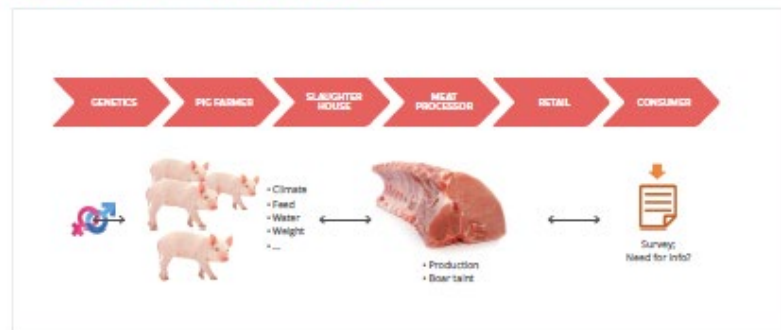 GENETICS
PIG FARMER
SLAUGHTER
HOUSE
MEAT
PROCESSOR
RETAIL
CONSUMER
• Climate
• Feed
• Water
• Weight
• ...
• Production
• Boar taint
Survey;
Need for info?